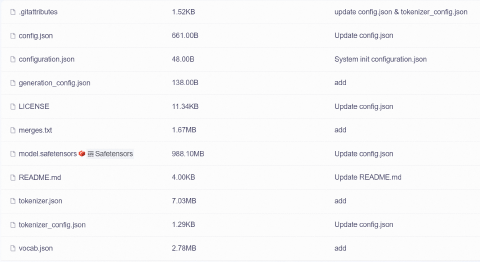 .gitattributes 1.52KB update config.json & tokenizer_config.json
config.json 661.00B Update config.json
configuration.json 48.00B System init configuration.json
generation_config.json 138.00B add
LICENSE 11.34KB Update config.json
merges.txt 1.67MB add
model.safetensors Safetensors 988.10MB Update config.json
README.md 4.00KB Update README.md
tokenizer.json 7.03MB add
tokenizer_config.json 1.29KB Update config.json
vocab.json 2.78MB add